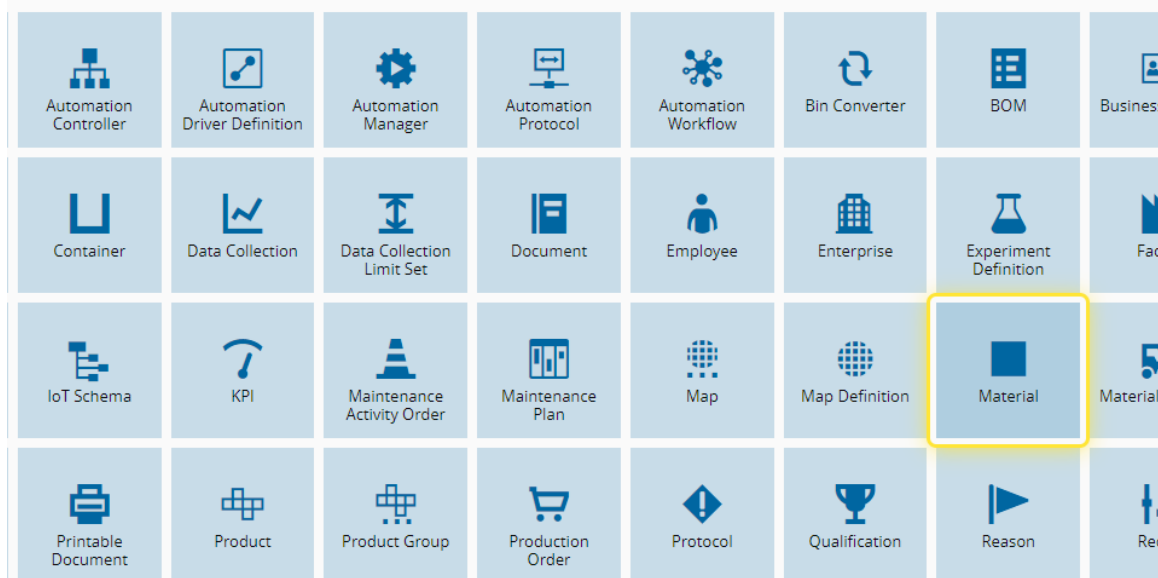 Automation
Controller
Automation
Driver Definition
Automation
Manager
Automation
Protocol
Automation
Workflow
Bin Converter
BOM
Container
Data Collection
Data Collection
Limit Set
Document
Employee
Enterprise
Experiment
Definition
IoT Schema
KPI
Maintenance
Activity Order
Maintenance
Plan
Map
Map Definition
Material
Material
Printable
Document
Product
Product Group
Production
Order
Protocol
Qualification
Reason